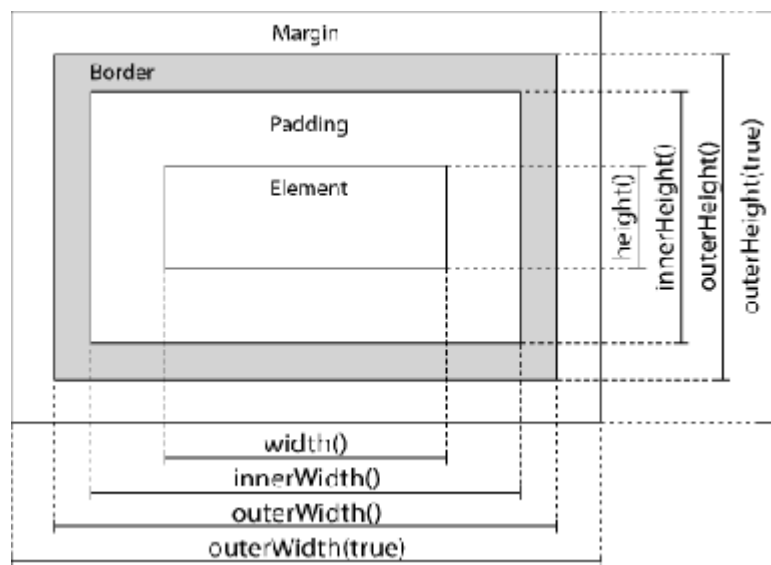 Margin
Border
Padding
Element
height()
innerHeight()
outerHeight()
outerHeight(true)
width()
innerWidth()
outerWidth()
outerWidth(true)